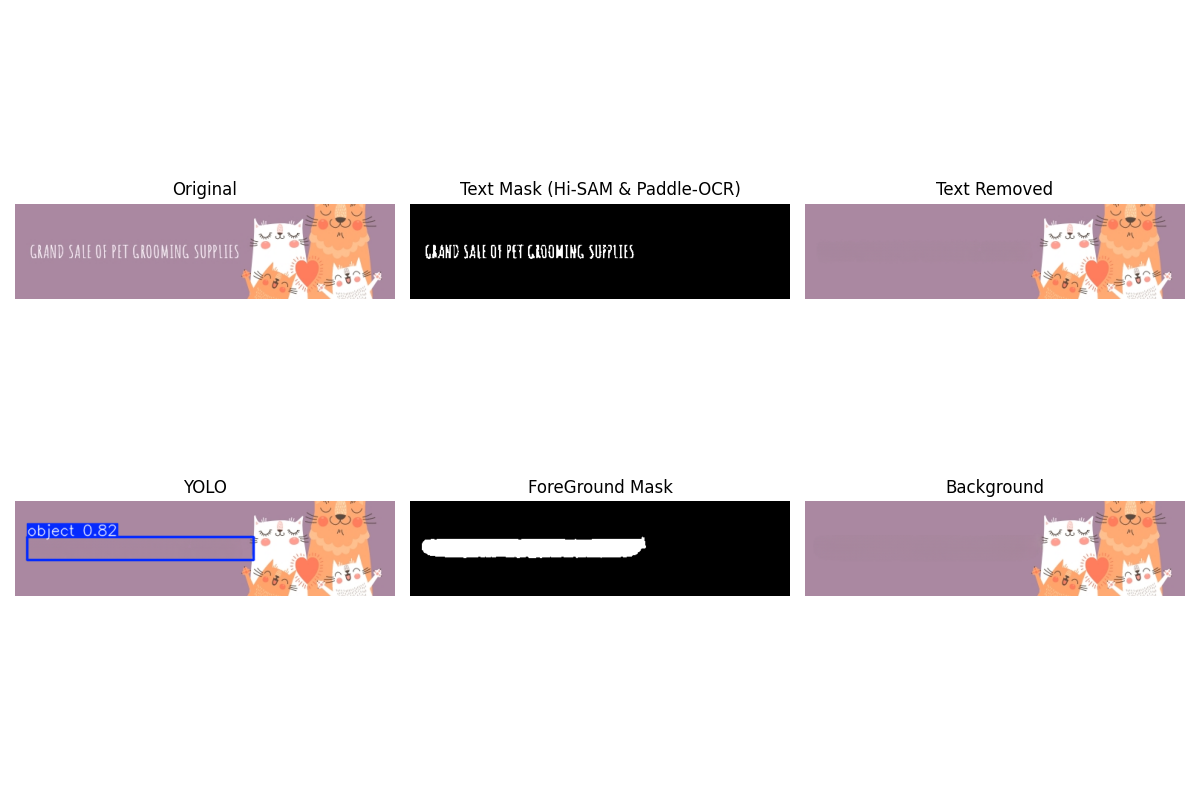 Original
Text Mask (Hi-SAM & Paddle-OCR)
Text Removed
GRAND SALE OF PET GROOMING SUPPLIES
GRAND SALE OF PET GROOMING SUPPLIES
YOLO
ForeGround Mask
Background
object 0.82